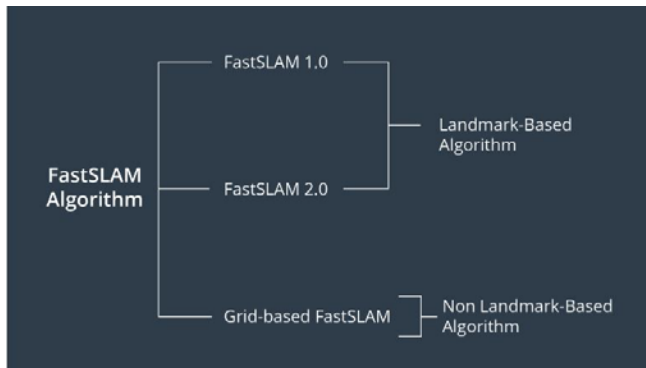 FastSLAM 1.0
Landmark-Based
Algorithm
FastSLAM
Algorithm
FastSLAM 2.0
Grid-based FastSLAM
Non Landmark-Based
Algorithm